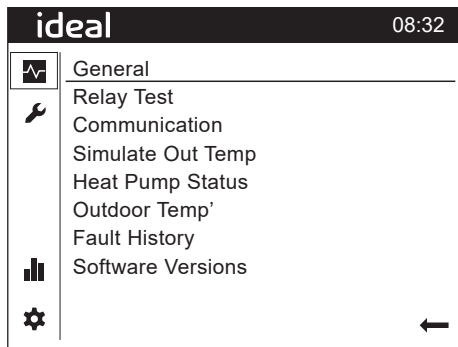 ideal 08:32
General
Relay Test
Communication
Simulate Out Temp
Heat Pump Status
Outdoor Temp’
Fault History
Software Versions